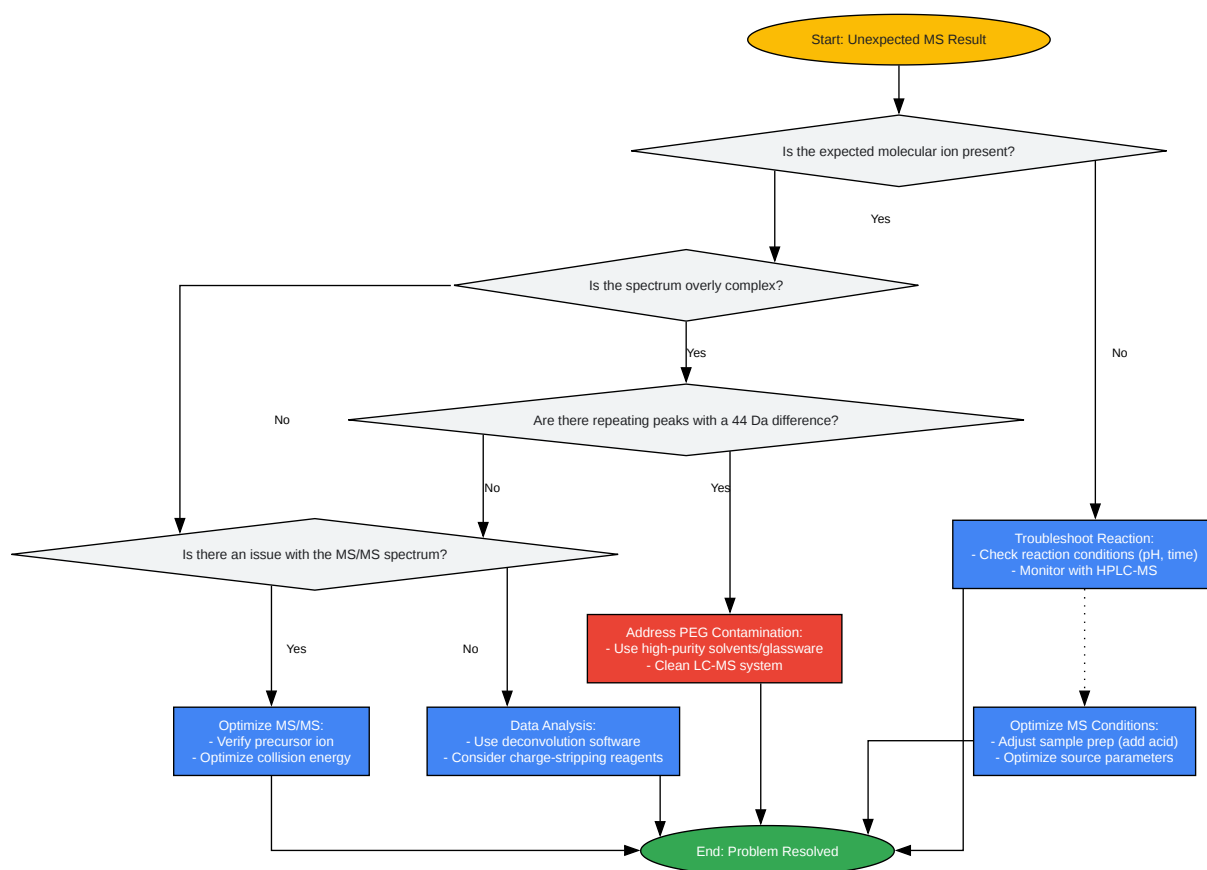 Start: Unexpected MS Result
Is the expected molecular ion present?
Yes
Is the spectrum overly complex?
Yes
No
No
Are there repeating peaks with a 44 Da difference?
No
Yes
Is there an issue with the MS/MS spectrum?
Troubleshoot Reaction:
- Check reaction conditions (pH, time)
- Monitor with HPLC-MS
Yes
No
Address PEG Contamination:
- Use high-purity solvents/glassware
- Clean LC-MS system
Optimize MS/MS:
- Verify precursor ion
- Optimize collision energy
Data Analysis:
- Use deconvolution software
- Consider charge-stripping reagents
Optimize MS Conditions:
- Adjust sample prep (add acid)
- Optimize source parameters
End: Problem Resolved